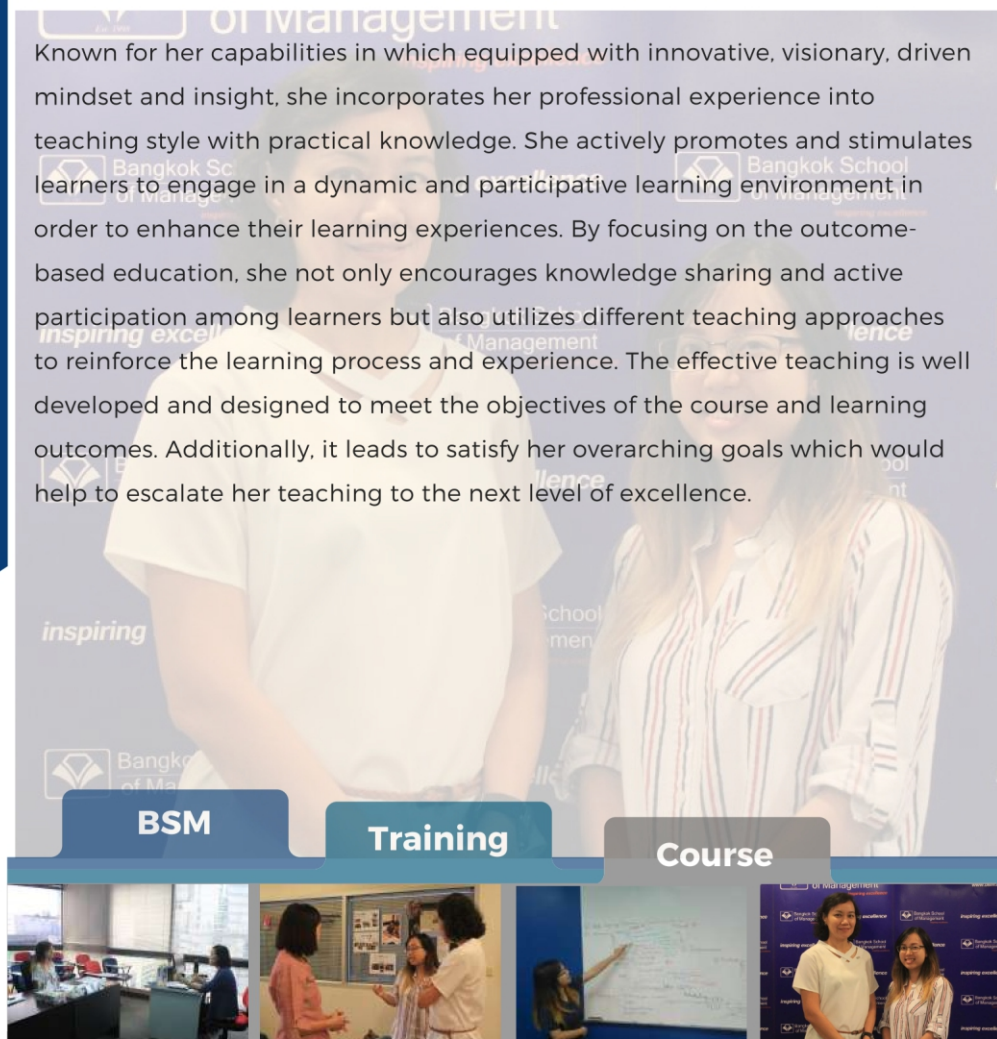 of Management
Known for her capabilities in which equipped with innovative, visionary, driven
mindset and insight, she incorporates her professional experience into
teaching style with practical knowledge. She actively promotes and stimulates
learners to engage in a dynamic and participative learning environment in
order to enhance their learning experiences. By focusing on the outcome-
based education, she not only encourages knowledge sharing and active
participation among learners but also utilizes different teaching approaches
to reinforce the learning process and experience. The effective teaching is well
developed and designed to meet the objectives of the course and learning
outcomes. Additionally, it leads to satisfy her overarching goals which would
help to escalate her teaching to the next level of excellence.
Bangkok School
inspiring
BSM
Training
Course